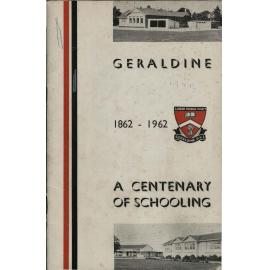 GERALDINE
1862 - 1962
A CENTENARY
OF SCHOOLING